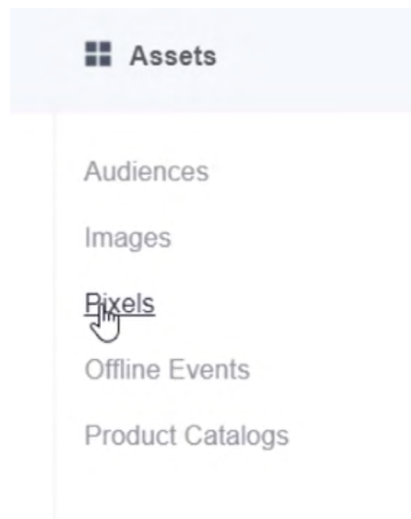 Assets
Audiences
Images
Pixels
Offline Events
Product Catalogs